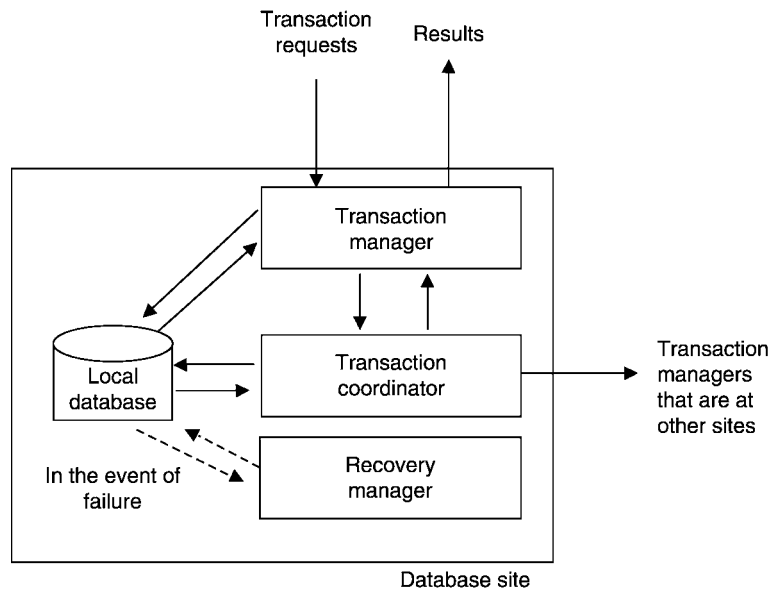 Transaction
requests
Results
Transaction
manager
Local
database
Transaction
coordinator
Transaction
managers
that are at
other sites
In the event of
failure
Recovery
manager
Database site